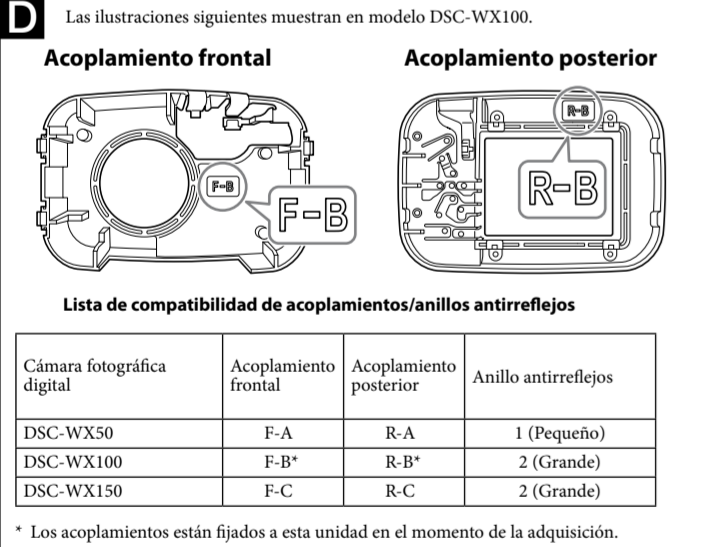 D
Las ilustraciones siguientes muestran en modelo DSC-WX100.
Acoplamiento frontal
Acoplamiento posterior
F-B
F-B
R-B
R-B
Lista de compatibilidad de acoplamientos/anillos antirreflejos
Cámara fotográfica digital Acoplamiento frontal Acoplamiento posterior Anillo antirreflejos
DSC-WX50 F-A R-A 1 (Pequeño)
DSC-WX100 F-B* R-B* 2 (Grande)
DSC-WX150 F-C R-C 2 (Grande)
* Los acoplamientos están fijados a esta unidad en el momento de la adquisición.